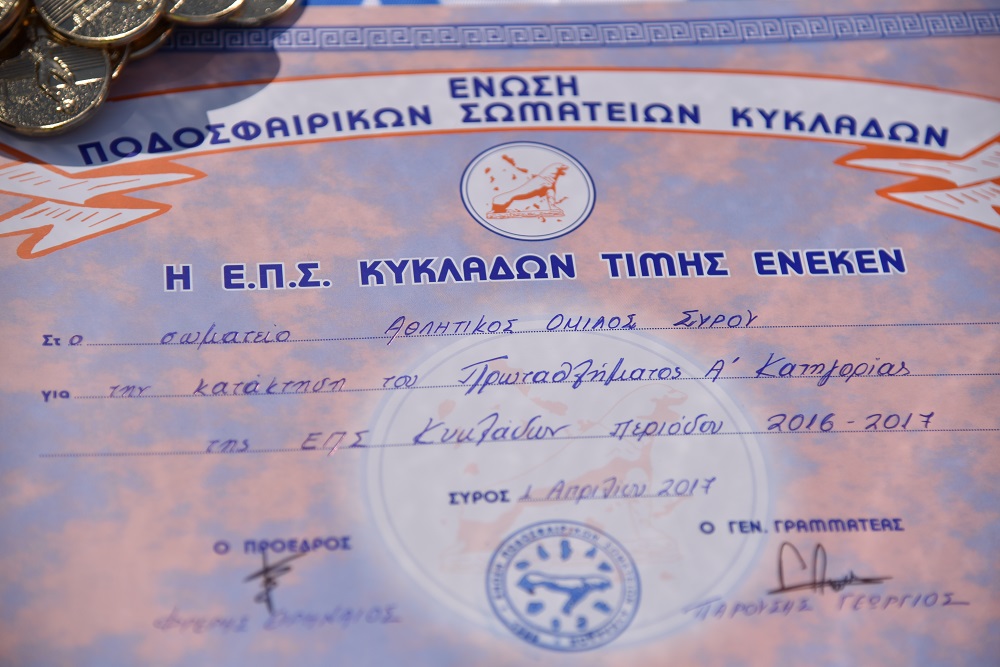 ΕΝΩΣΗ
ΠΟΔΟΣΦΑΙΡΙΚΩΝ ΣΩΜΑΤΕΙΩΝ ΚΥΚΛΑΔΩΝ
Η Ε.Π.Σ. ΚΥΚΛΑΔΩΝ ΤΙΜΗΣ ΕΝΕΚΕΝ
Στο σωματείο ΑΘΛΗΤΙΚΟΣ ΟΜΙΛΟΣ ΣΥΡΟΥ
για την κατάκτηση του Πρωταθλήματος Α΄ Κατηγορίας
της ΕΠΣ Κυκλάδων περιόδου 2016-2017
ΣΥΡΟΣ 1 Απριλίου 2017
Ο ΠΡΟΕΔΡΟΣ
Ο ΓΕΝ. ΓΡΑΜΜΑΤΕΑΣ
ΓΕΩΡΓΙΟΣ